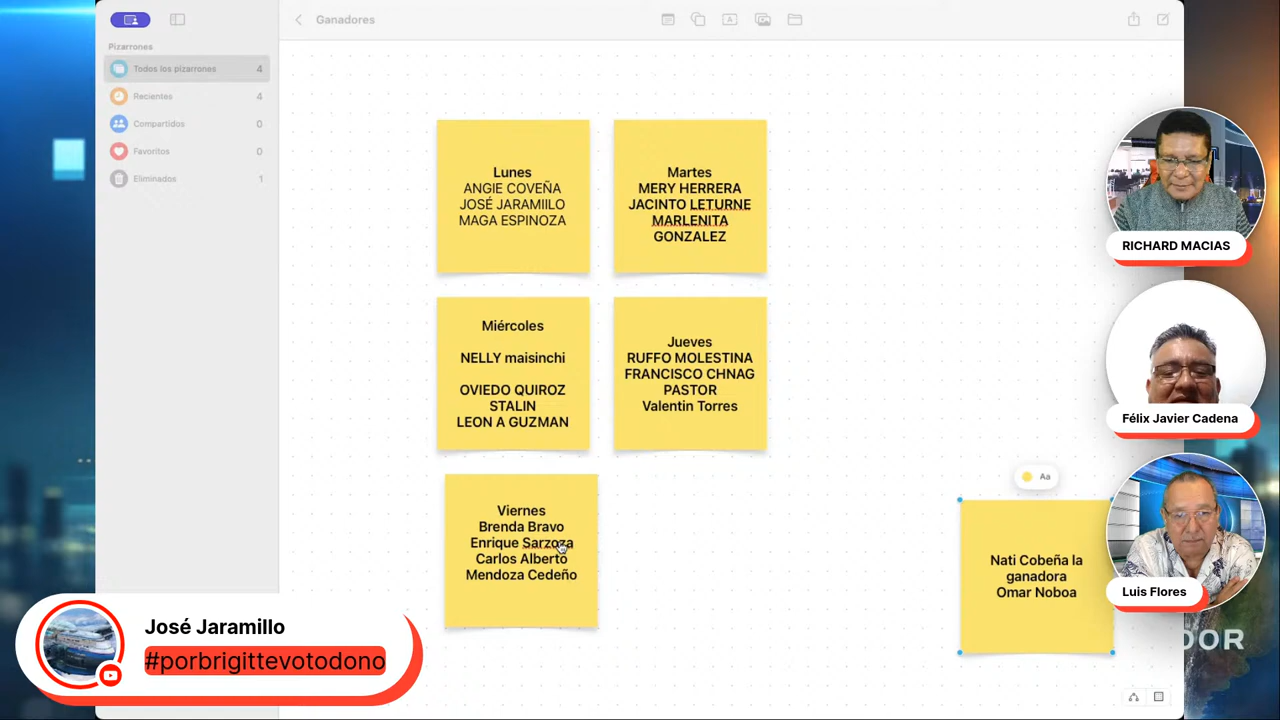 Ganadores
Pizarrones
Todos los pizarrones 4
Recientes 4
Compartidos 0
Favoritos 0
Eliminados 1
Lunes
ANGIE COVEÑA
JOSÉ JARAMIILO
MAGA ESPINOZA
Martes
MERY HERRERA
JACINTO LETURNE
MARLENITA
GONZALEZ
Miércoles
NELLY maisinchi
OVIEDO QUIROZ
STALIN
LEON A GUZMAN
Jueves
RUFFO MOLESTINA
FRANCISCO CHNAG
PASTOR
Valentin Torres
Viernes
Brenda Bravo
Enrique Sarzoza
Carlos Alberto
Mendoza Cedeño
Aa
Nati Cobeña la
ganadora
Omar Noboa
RICHARD MACIAS
Félix Javier Cadena
Luis Flores
DOR
José Jaramillo
#porbrigittevotodono